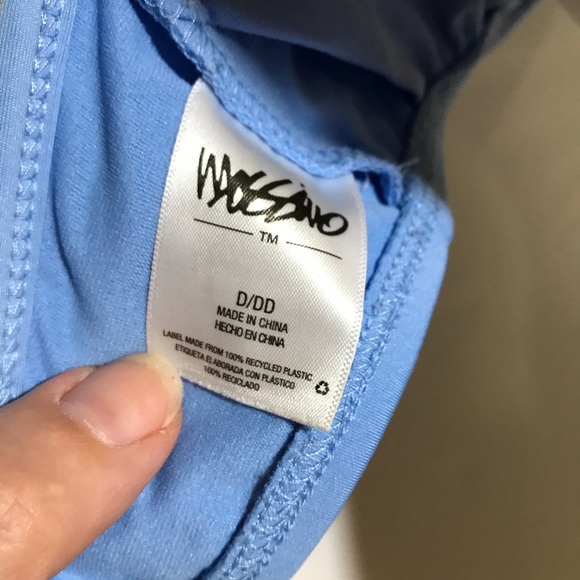 MOSSIMO
TM
D/DD
MADE IN CHINA
HECHO EN CHINA
LABEL MADE FROM 100% RECYCLED PLASTIC
ETIQUETA ELABORADA CON PLÁSTICO
100% RECICLADO